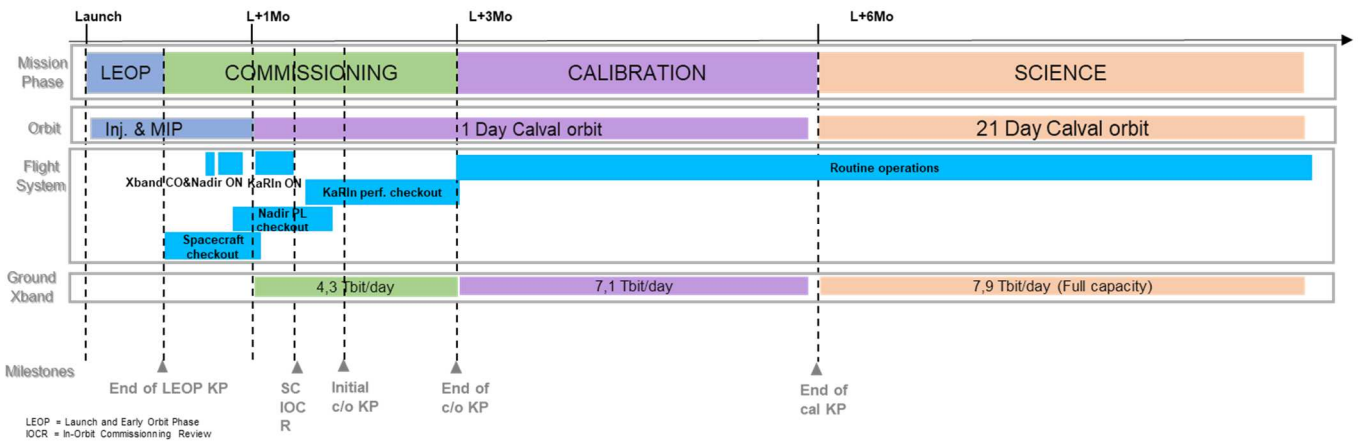 Launch
L+1Mo
L+3Mo
L+6Mo
Mission
Phase
LEOP
COMMISSIONING
CALIBRATION
SCIENCE
Orbit
Inj. & MIP
1 Day Calval orbit
21 Day Calval orbit
Flight
System
Routine operations
Xband CO&Nadir ON
KaRIn ON
KaRIn perf. checkout
Nadir PL
checkout
Spacecraft
checkout
Ground
Xband
4,3 Tbit/day
7,1 Tbit/day
7,9 Tbit/day (Full capacity)
Milestones
End of LEOP KP
SC
IOC
R
Initial
c/o KP
End of
c/o KP
End of
cal KP
LEOP = Launch and Early Orbit Phase
IOCR = In-Orbit Commissionning Review